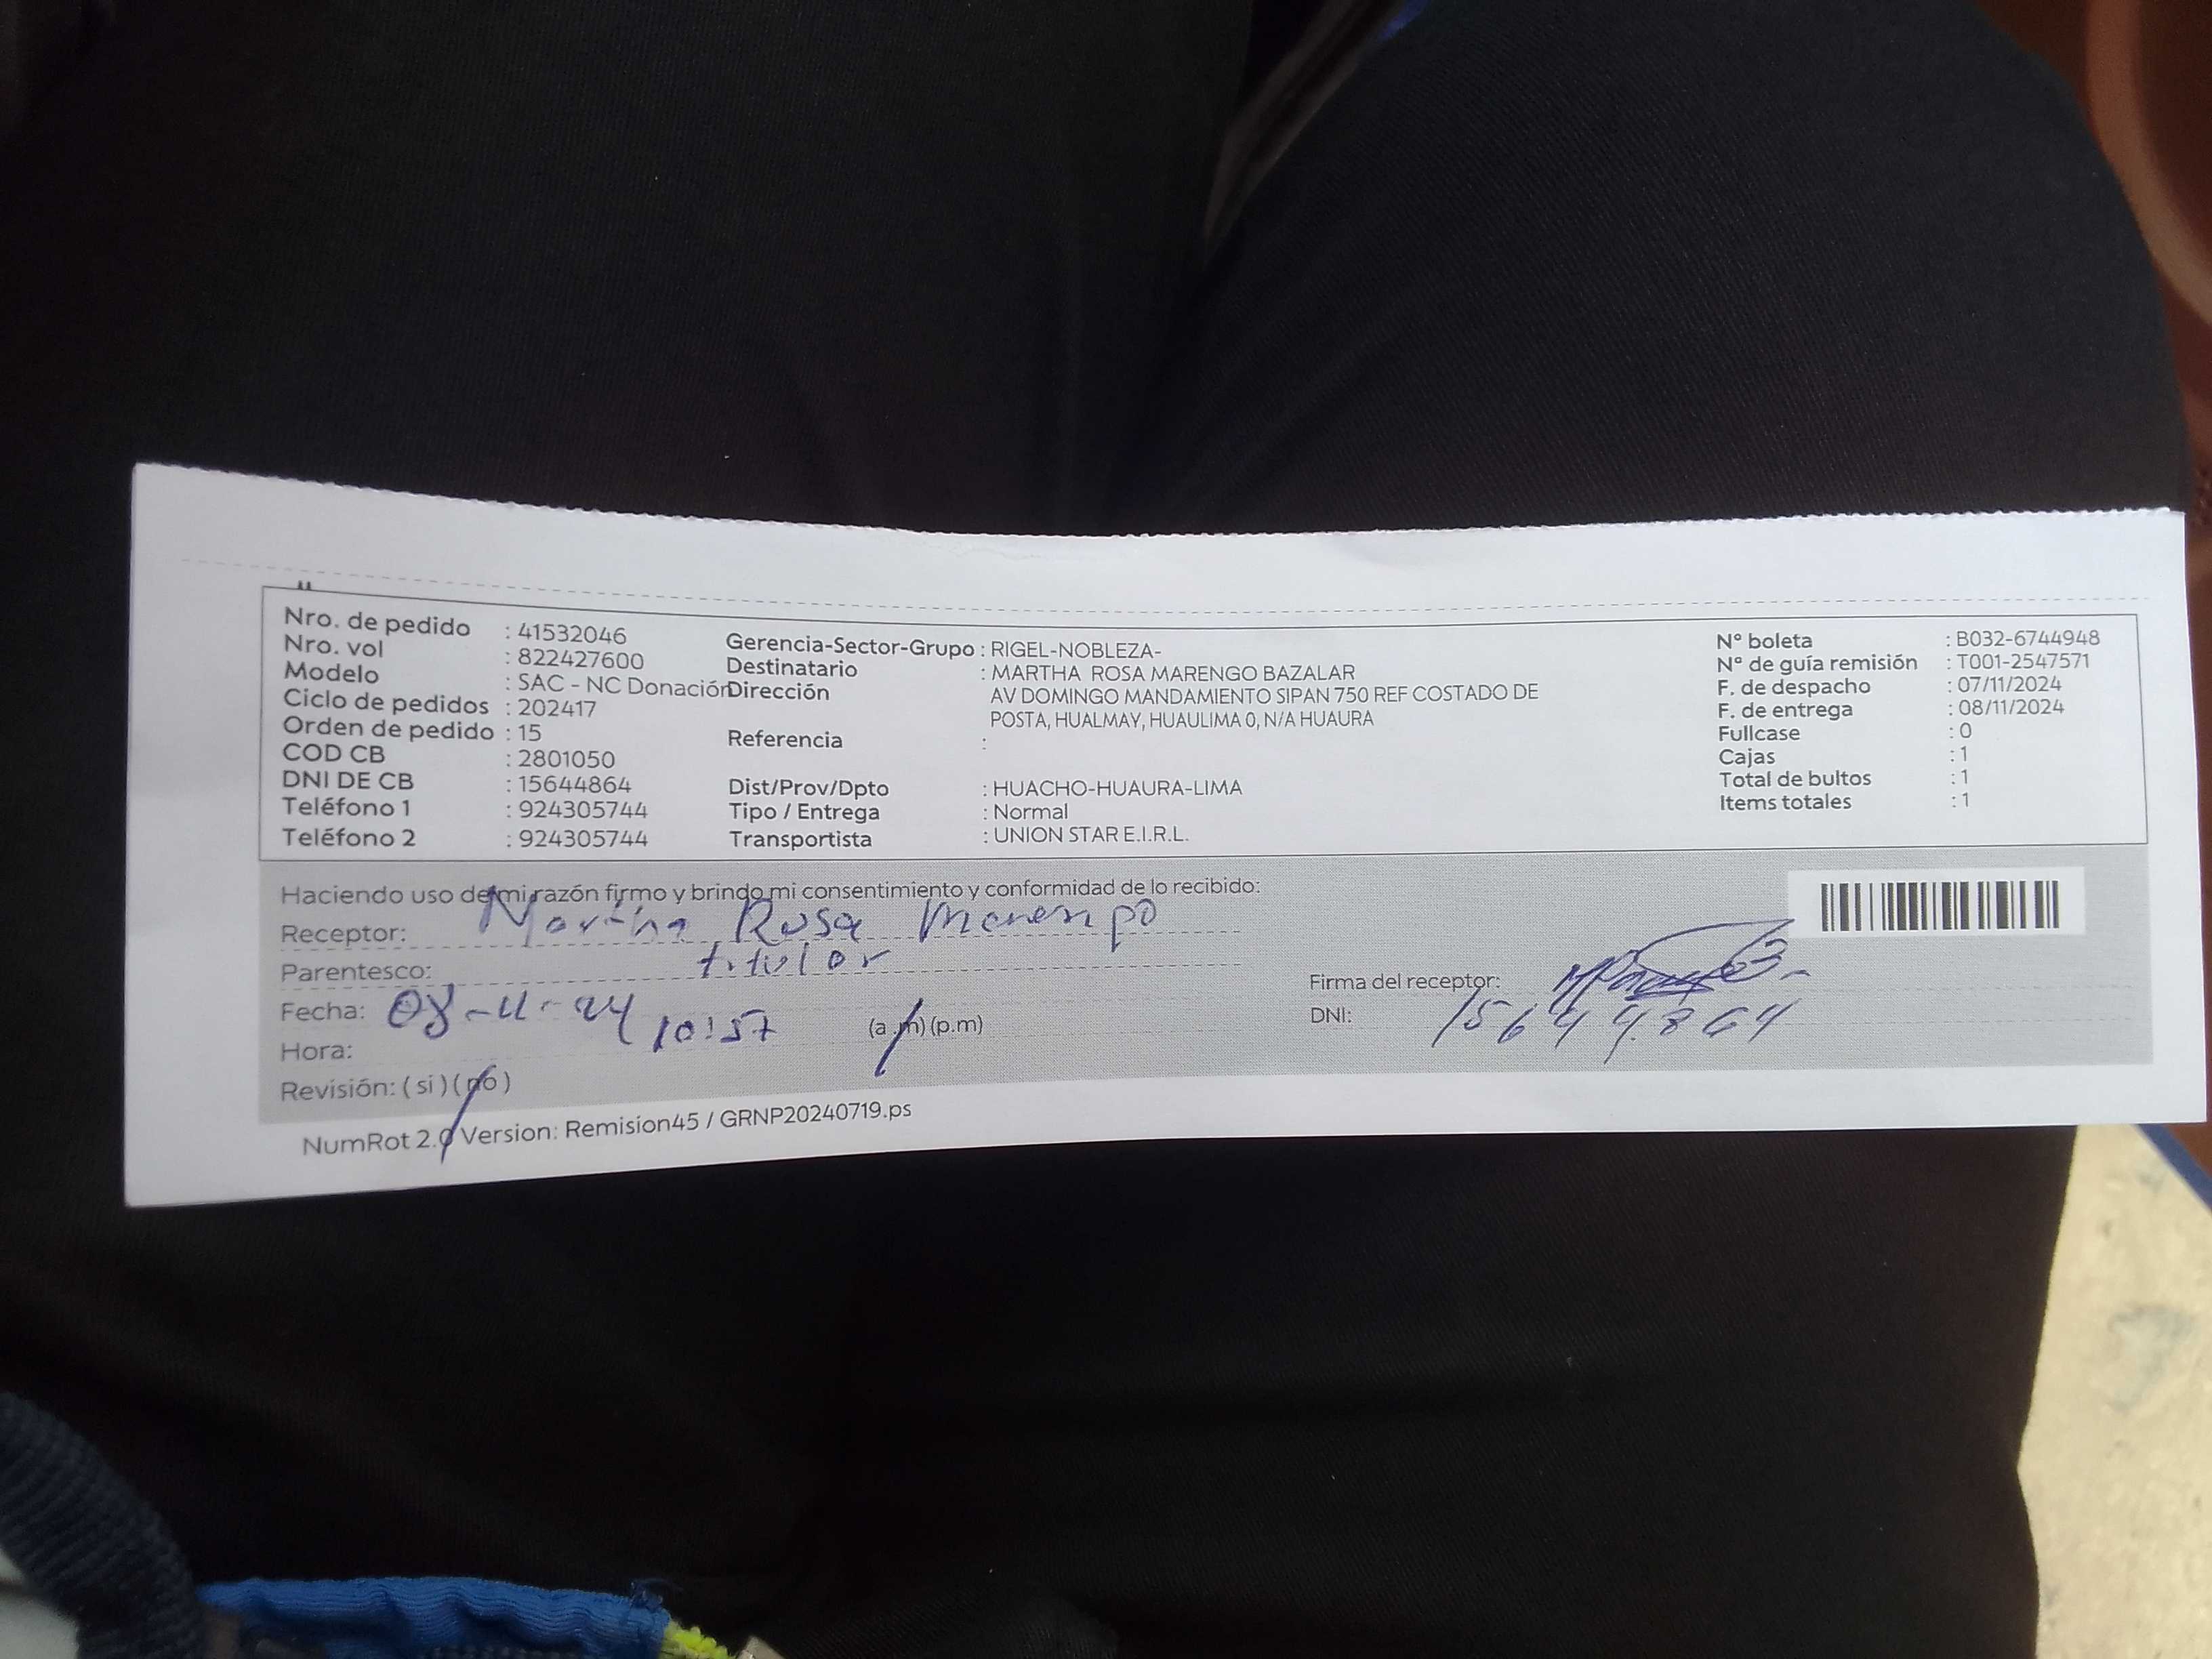 Nro. de pedido : 41532046
Nro. vol : 822427600
Modelo : SAC - NC Donación
Ciclo de pedidos : 202417
Orden de pedido : 15
COD CB : 2801050
DNI DE CB : 15644864
Teléfono 1 : 924305744
Teléfono 2 : 924305744
Gerencia-Sector-Grupo : RIGEL-NOBLEZA-
Destinatario : MARTHA ROSA MARENGO BAZALAR
Dirección AV DOMINGO MANDAMIENTO SIPAN 750 REF COSTADO DE
POSTA, HUALMAY, HUAULIMA 0, N/A HUAURA
Referencia :
Dist/Prov/Dpto : HUACHO-HUAURA-LIMA
Tipo / Entrega : Normal
Transportista : UNION STAR E.I.R.L.
N° boleta : B032-6744948
N° de guía remisión : T001-2547571
F. de despacho : 07/11/2024
F. de entrega : 08/11/2024
Fullcase : 0
Cajas : 1
Total de bultos : 1
Items totales : 1
Haciendo uso de mi razón firmo y brindo mi consentimiento y conformidad de lo recibido:
Receptor: Martha Rosa Marengo
Parentesco: titular
Fecha: 08-11-24
Hora: 10:57 (a.m) (p.m)
Revisión: ( si ) ( no )
Firma del receptor:
DNI: 15644864
NumRot 2.0 Version: Remision45 / GRNP20240719.ps